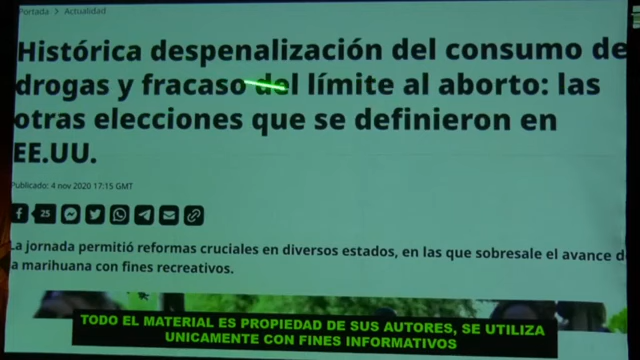 Portada > Actualidad
Histórica despenalización del consumo de
drogas y fracaso del límite al aborto: las
otras elecciones que se definieron en
EE.UU.
Publicado: 4 nov 2020 17:15 GMT
25
La jornada permitió reformas cruciales en diversos estados, en las que sobresale el avance d
a marihuana con fines recreativos.
TODO EL MATERIAL ES PROPIEDAD DE SUS AUTORES, SE UTILIZA
UNICAMENTE CON FINES INFORMATIVOS